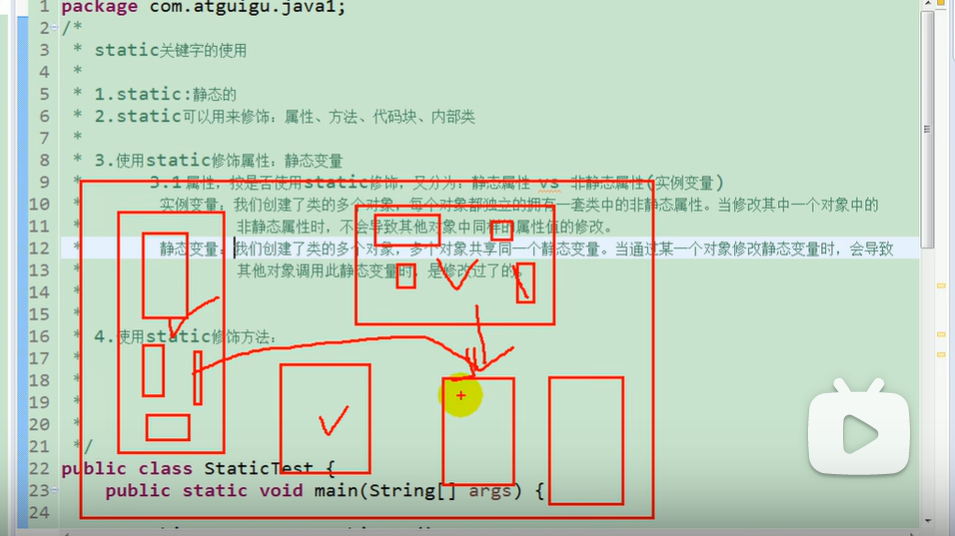 1 package com.atguigu.java1;
2 /*
3 * static关键字的使用
4 *
5 * 1.static:静态的
6 * 2.static可以用来修饰：属性、方法、代码块、内部类
7 *
8 * 3.使用static修饰属性：静态变量
9 * 3.1 属性，按是否使用static修饰，又分为：静态属性 vs 非静态属性(实例变量)
10 * 实例变量：我们创建了类的多个对象，每个对象都独立的拥有一套类中的非静态属性。当修改其中一个对象中的
11 * 非静态属性时，不会导致其他对象中同样的属性值的修改。
12 * 静态变量：我们创建了类的多个对象，多个对象共享同一个静态变量。当通过某一个对象修改静态变量时，会导致
13 * 其他对象调用此静态变量时，是修改过了的。
14 *
15 *
16 * 4.使用static修饰方法：
17 *
18 *
19 *
20 *
21 */
22 public class StaticTest {
23 public static void main(String[] args) {
24